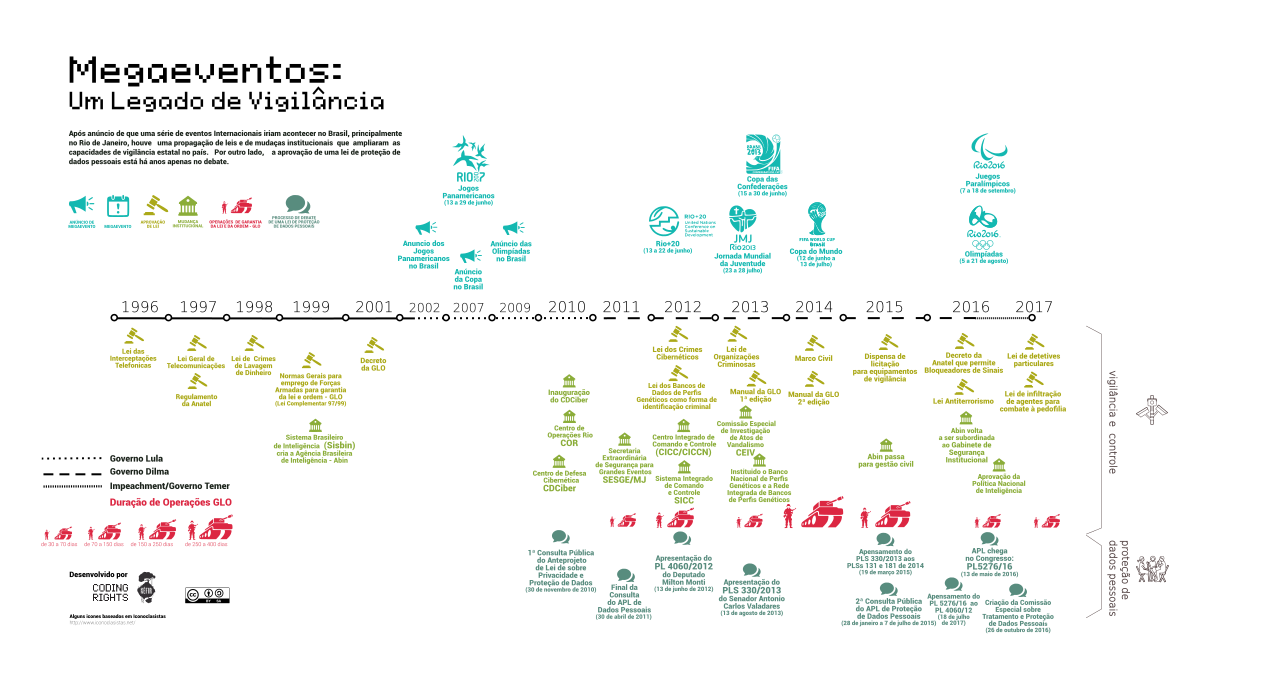 Megaeventos:
Um Legado de Vigilância
Após anúncio de que uma série de eventos Internacionais iriam acontecer no Brasil, principalmente
no Rio de Janeiro, houve uma propagação de leis e de mudaças institucionais que ampliaram as
capacidades de vigilância estatal no país. Por outro lado, a aprovação de uma lei de proteção de
dados pessoais está há anos apenas no debate.
ANÚNCIO DE
MEGAEVENTO
MEGAEVENTO
APROVAÇÃO
DE LEI
MUDANÇA
INSTITUCIONAL
OPERAÇÕES DE GARANTIA
DA LEI E DA ORDEM - GLO
PROCESSO DE DEBATE
DE UMA LEI DE PROTEÇÃO
DE DADOS PESSOAIS
RIO 2007
Jogos
Panamericanos
(13 a 29 de junho)
Anuncio dos
Jogos
Panamericanos
no Brasil
Anúncio
da Copa
no Brasil
Anúncio das
Olimpíadas
no Brasil
BRASIL
2013
FIFA
Copa das
Confederações
(15 a 30 de junho)
RIO+20
United Nations
Conference on
Sustainable
Development
Rio+20
(13 a 22 de junho)
JMJ
Rio2013
Jornada Mundial
da Juventude
(23 a 28 julho)
FIFA WORLD CUP
Brasil
Copa do Mundo
(12 de junho a
13 de julho)
Rio2016
Juegos
Paralímpicos
(7 a 18 de setembro)
Rio2016
Olimpíadas
(5 a 21 de agosto)
1996 1997 1998 1999 2001 2002 2007 2009 2010 2011 2012 2013 2014 2015 2016 2017
Lei das
Interceptações
Telefonicas
Lei Geral de
Telecomunicações
Regulamento
da Anatel
Lei de Crimes
de Lavagem
de Dinheiro
Normas Gerais para
emprego de Forças
Armadas para garantia
da lei e ordem - GLO
(Lei Complementar 97/99)
Sistema Brasileiro
de Inteligência (Sisbin)
cria a Agência Brasileira
de Inteligência - Abin
Decreto
da GLO
Inauguração
do CDCiber
Centro de
Operações Rio
COR
Centro de Defesa
Cibernética
CDCiber
Secretaria
Extraordinária
de Segurança para
Grandes Eventos
SESGE/MJ
Lei dos Crimes
Cibernéticos
Lei dos Bancos de
Dados de Perfis
Genéticos como forma de
identificação criminal
Centro Integrado de
Comando e Controle
(CICC/CICCN)
Sistema Integrado
de Comando
e Controle
SICC
Lei de
Organizações
Criminosas
Manual da GLO
1ª edição
Comissão Especial
de Investigação
de Atos de
Vandalismo
CEIV
Instituido o Banco
Nacional de Perfis
Genéticos e a Rede
Integrada de Bancos
de Perfis Genéticos
Marco Civil
Manual da GLO
2ª edição
Dispensa de
licitação
para equipamentos
de vigilância
Abin passa
para gestão civil
Decreto da
Anatel que permite
Bloqueadores de Sinais
Lei Antiterrorismo
Abin volta
a ser subordinada
ao Gabinete de
Segurança
Institucional
Aprovação da
Política Nacional
de Inteligência
Lei de detetives
particulares
Lei de infiltração
de agentes para
combate à pedofilia
vigilância e controle
Governo Lula
Governo Dilma
Impeachment/Governo Temer
Duração de Operações GLO
de 30 a 70 dias
de 70 a 150 dias
de 150 a 250 dias
de 250 a 400 dias
1ª Consulta Pública
do Anteprojeto
de Lei de sobre
Privacidade e
Proteção de Dados
(30 de novembro de 2010)
Final da
Consulta
do APL de
Dados Pessoais
(30 de abril de 2011)
Apresentação do
PL 4060/2012
do Deputado
Milton Monti
(13 de junho de 2012)
Apresentação do
PLS 330/2013
do Senador Antonio
Carlos Valadares
(13 de agosto de 2013)
Apensamento do
PLS 330/2013 aos
PLSs 131 e 181 de 2014
(19 de março 2015)
2ª Consulta Pública
do APL de Proteção
de Dados Pessoais
(28 de janeiro a 7 de julho de 2015)
APL chega
no Congresso:
PL5276/16
(13 de maio de 2016)
Apensamento do
PL 5276/16 ao
PL 4060/12
(18 de julho
de 2017)
Criação da Comissão
Especial sobre
Tratamento e Proteção
de Dados Pessoais
(26 de outubro de 2016)
proteção de
dados pessoais
Desenvolvido por
CODING
RIGHTS
cc BY SA
Alguns ícones baseados em Iconoclasistas